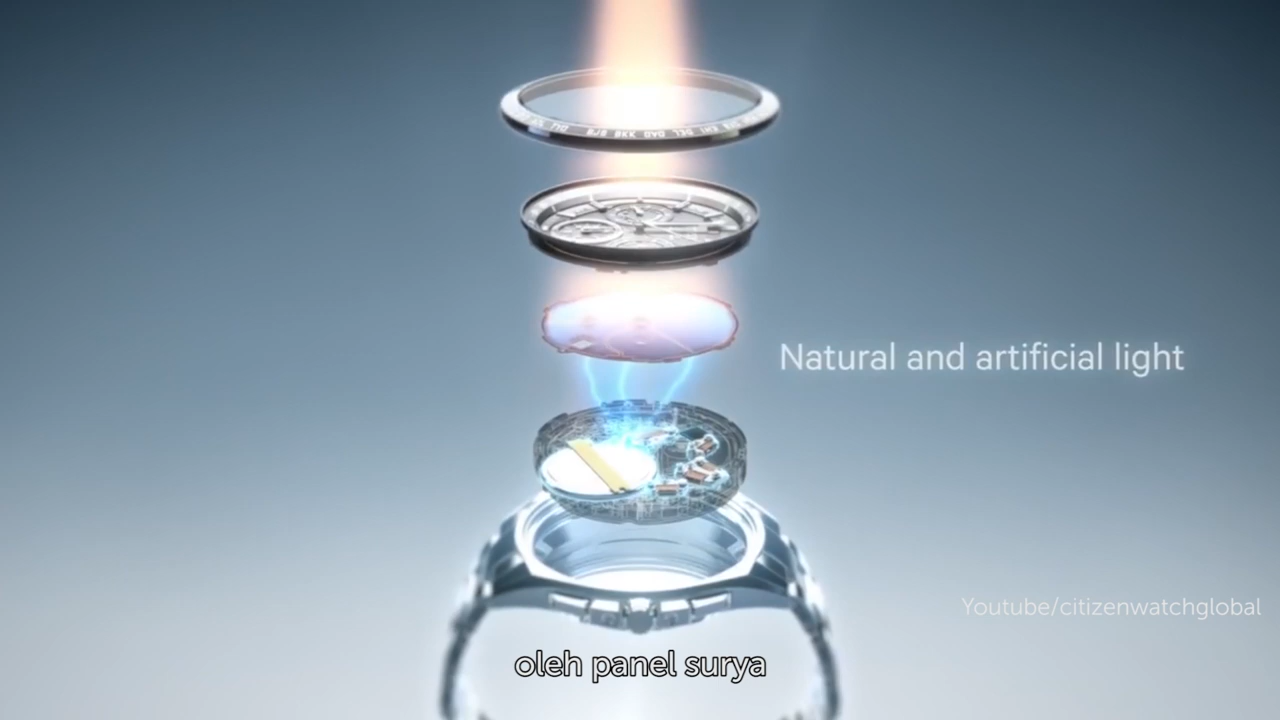 Natural and artificial light
Youtube/citizenwatchglobal
oleh panel surya